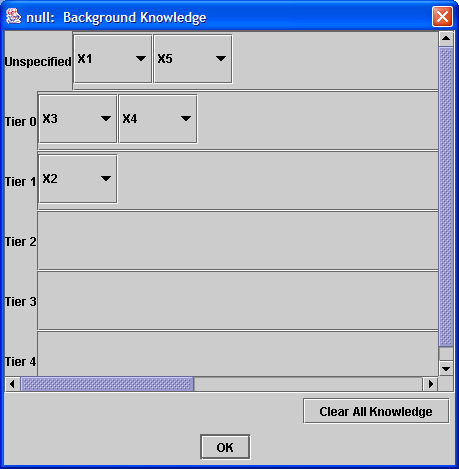 null: Background Knowledge
Unspecified X1 X5
Tier 0 X3 X4
Tier 1 X2
Tier 2
Tier 3
Tier 4
Clear All Knowledge
OK